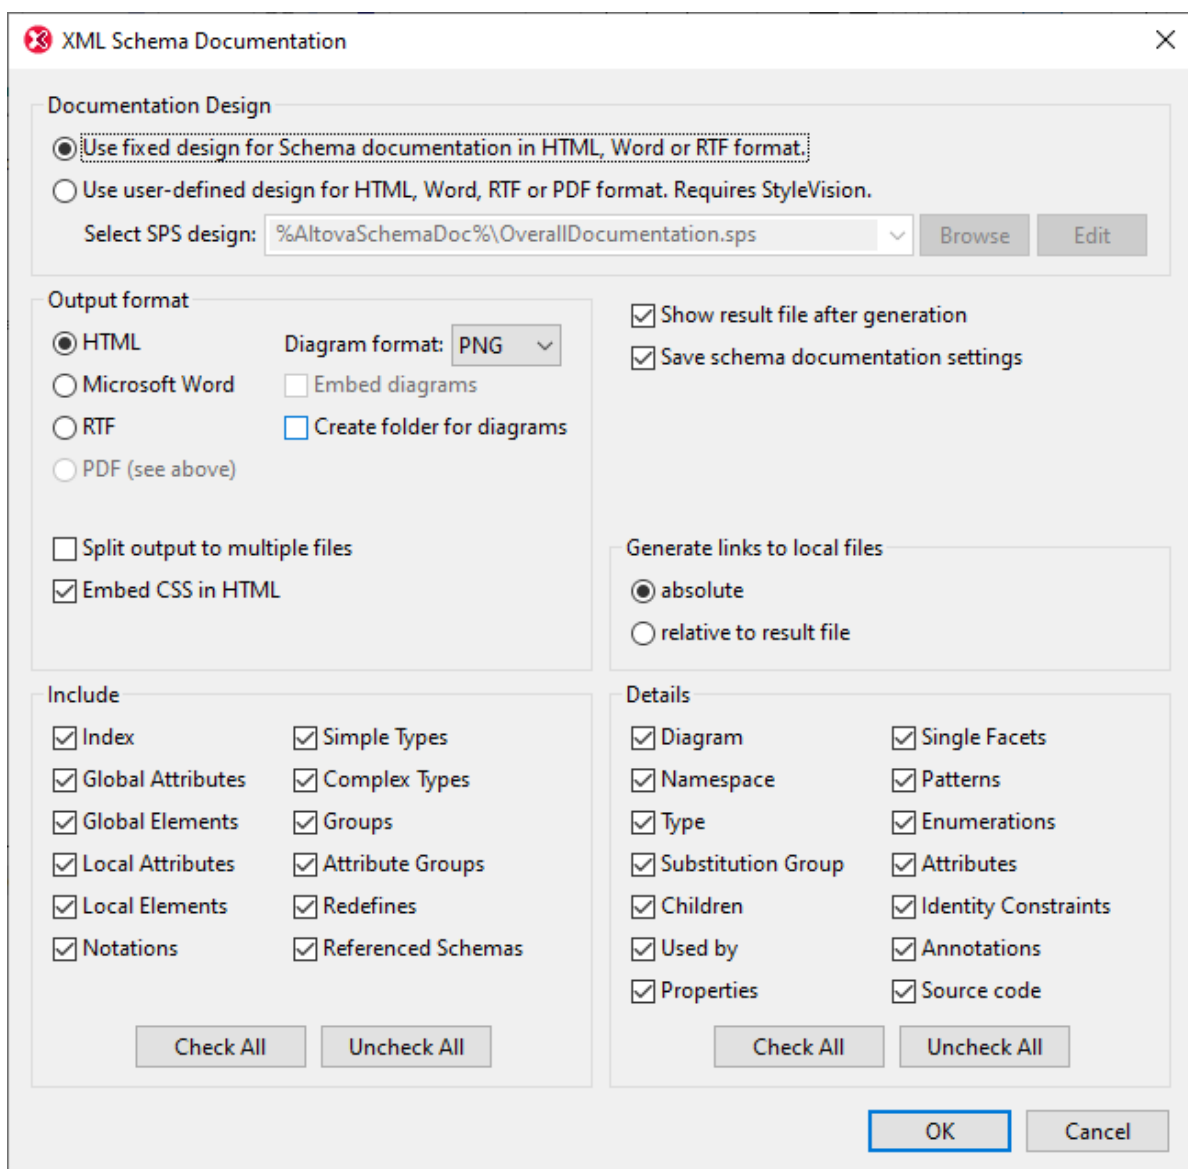 XML Schema Documentation
Documentation Design
Use fixed design for Schema documentation in HTML, Word or RTF format.
Use user-defined design for HTML, Word, RTF or PDF format. Requires StyleVision.
Select SPS design: %AltovaSchemaDoc%\OverallDocumentation.sps Browse Edit
Output format
HTML Diagram format: PNG
Microsoft Word Embed diagrams
RTF Create folder for diagrams
PDF (see above)
Split output to multiple files
Embed CSS in HTML
Show result file after generation
Save schema documentation settings
Generate links to local files
absolute
relative to result file
Include
Index Simple Types
Global Attributes Complex Types
Global Elements Groups
Local Attributes Attribute Groups
Local Elements Redefines
Notations Referenced Schemas
Check All Uncheck All
Details
Diagram Single Facets
Namespace Patterns
Type Enumerations
Substitution Group Attributes
Children Identity Constraints
Used by Annotations
Properties Source code
Check All Uncheck All
OK Cancel